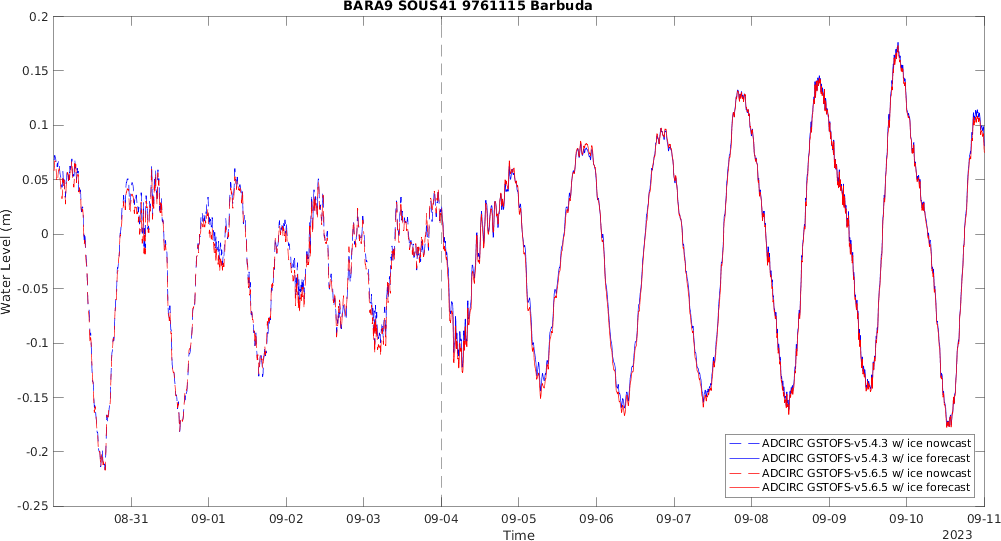 BARA9 SOUS41 9761115 Barbuda
0.2
0.15
0.1
0.05
0
-0.05
-0.1
-0.15
-0.2
-0.25
Water Level (m)
ADCIRC GSTOFS-v5.4.3 w/ ice nowcast
ADCIRC GSTOFS-v5.4.3 w/ ice forecast
ADCIRC GSTOFS-v5.6.5 w/ ice nowcast
ADCIRC GSTOFS-v5.6.5 w/ ice forecast
08-31 09-01 09-02 09-03 09-04 09-05 09-06 09-07 09-08 09-09 09-10 09-11
Time
2023